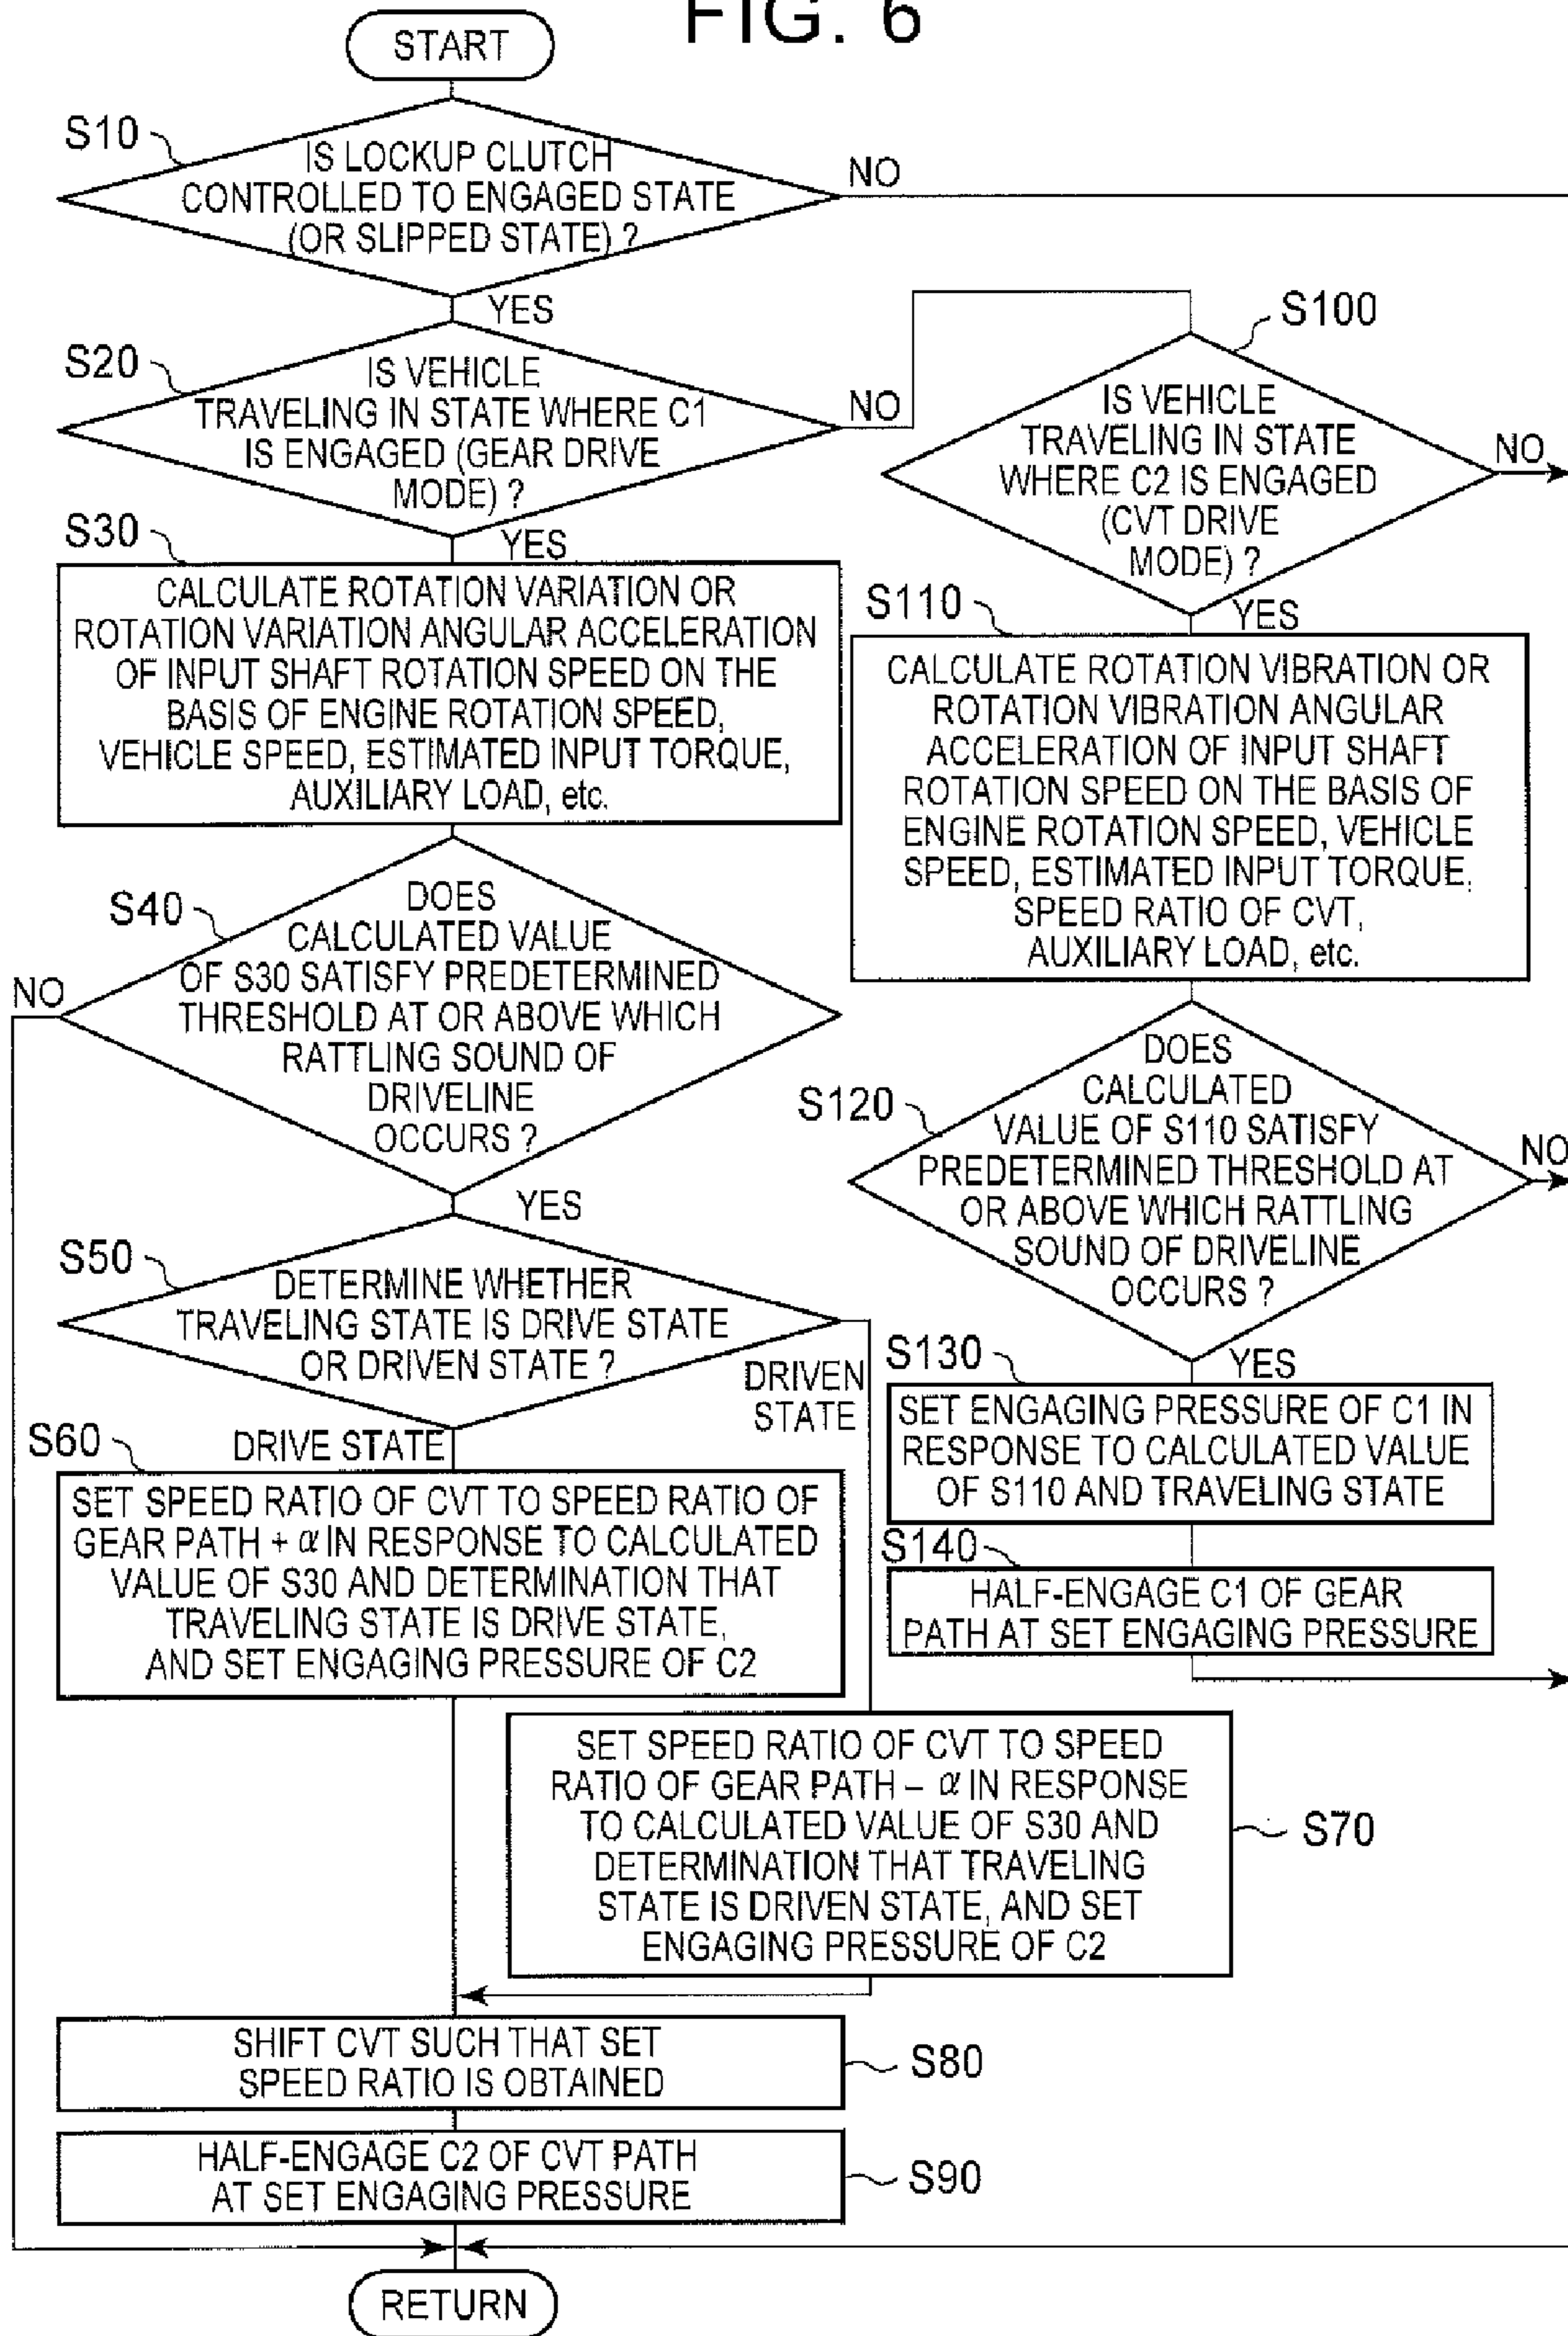 FIG. 6
START
S10
IS LOCKUP CLUTCH
CONTROLLED TO ENGAGED STATE
(OR SLIPPED STATE) ?
NO
YES
S20
IS VEHICLE
TRAVELING IN STATE WHERE C1
IS ENGAGED (GEAR DRIVE
MODE) ?
NO
YES
S30
CALCULATE ROTATION VARIATION OR
ROTATION VARIATION ANGULAR ACCELERATION
OF INPUT SHAFT ROTATION SPEED ON THE
BASIS OF ENGINE ROTATION SPEED,
VEHICLE SPEED, ESTIMATED INPUT TORQUE,
AUXILIARY LOAD, etc.
S40
DOES
CALCULATED VALUE
OF S30 SATISFY PREDETERMINED
THRESHOLD AT OR ABOVE WHICH
RATTLING SOUND OF
DRIVELINE
OCCURS ?
NO
YES
S50
DETERMINE WHETHER
TRAVELING STATE IS DRIVE STATE
OR DRIVEN STATE ?
DRIVEN
STATE
DRIVE STATE
S60
SET SPEED RATIO OF CVT TO SPEED RATIO OF
GEAR PATH + α IN RESPONSE TO CALCULATED
VALUE OF S30 AND DETERMINATION THAT
TRAVELING STATE IS DRIVE STATE,
AND SET ENGAGING PRESSURE OF C2
SET SPEED RATIO OF CVT TO SPEED
RATIO OF GEAR PATH – α IN RESPONSE
TO CALCULATED VALUE OF S30 AND
DETERMINATION THAT TRAVELING
STATE IS DRIVEN STATE, AND SET
ENGAGING PRESSURE OF C2
S70
SHIFT CVT SUCH THAT SET
SPEED RATIO IS OBTAINED
S80
HALF-ENGAGE C2 OF CVT PATH
AT SET ENGAGING PRESSURE
S90
RETURN
S100
IS VEHICLE
TRAVELING IN STATE
WHERE C2 IS ENGAGED
(CVT DRIVE
MODE) ?
NO
YES
S110
CALCULATE ROTATION VIBRATION OR
ROTATION VIBRATION ANGULAR
ACCELERATION OF INPUT SHAFT
ROTATION SPEED ON THE BASIS OF
ENGINE ROTATION SPEED, VEHICLE
SPEED, ESTIMATED INPUT TORQUE,
SPEED RATIO OF CVT,
AUXILIARY LOAD, etc.
S120
DOES
CALCULATED
VALUE OF S110 SATISFY
PREDETERMINED THRESHOLD AT
OR ABOVE WHICH RATTLING
SOUND OF DRIVELINE
OCCURS ?
NO
YES
S130
SET ENGAGING PRESSURE OF C1 IN
RESPONSE TO CALCULATED VALUE
OF S110 AND TRAVELING STATE
S140
HALF-ENGAGE C1 OF GEAR
PATH AT SET ENGAGING PRESSURE